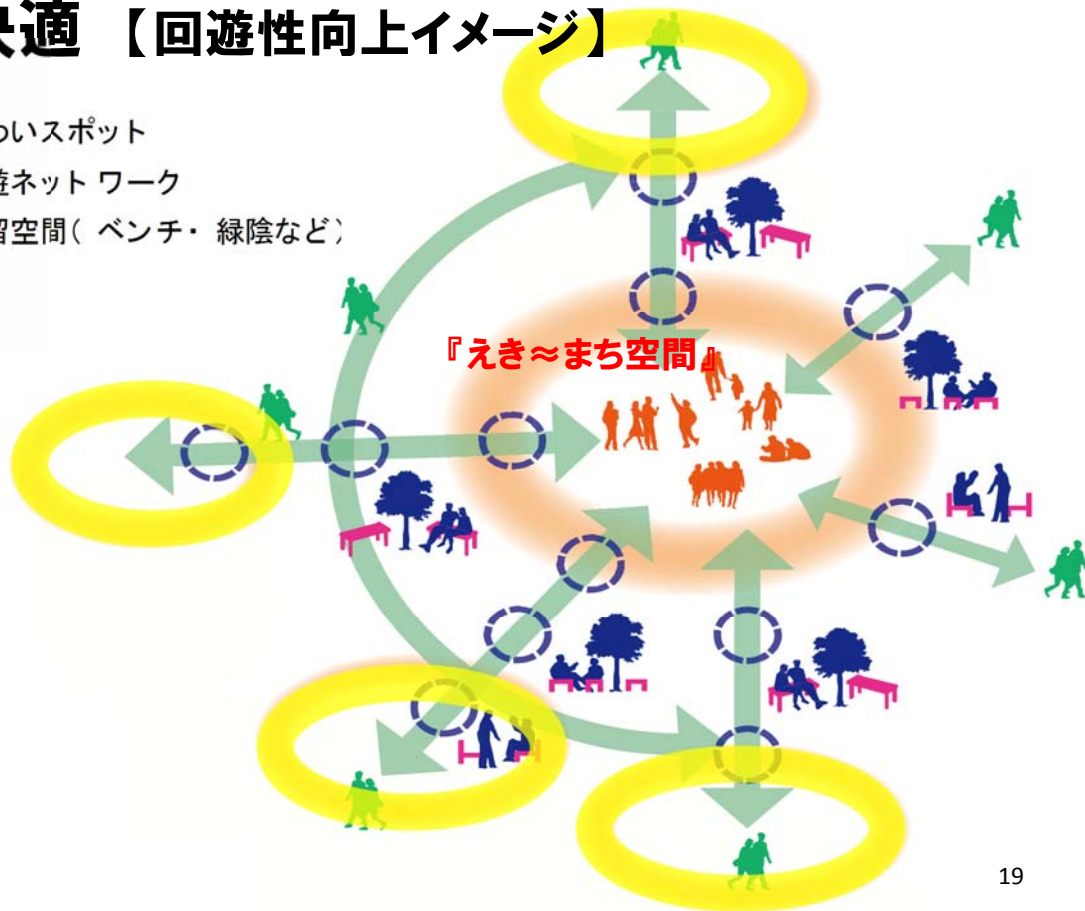 適 【回遊性向上イメージ】
わいスポット
遊ネットワーク
留空間( ベンチ・ 緑陰など)
『えき≈まち空間』
19